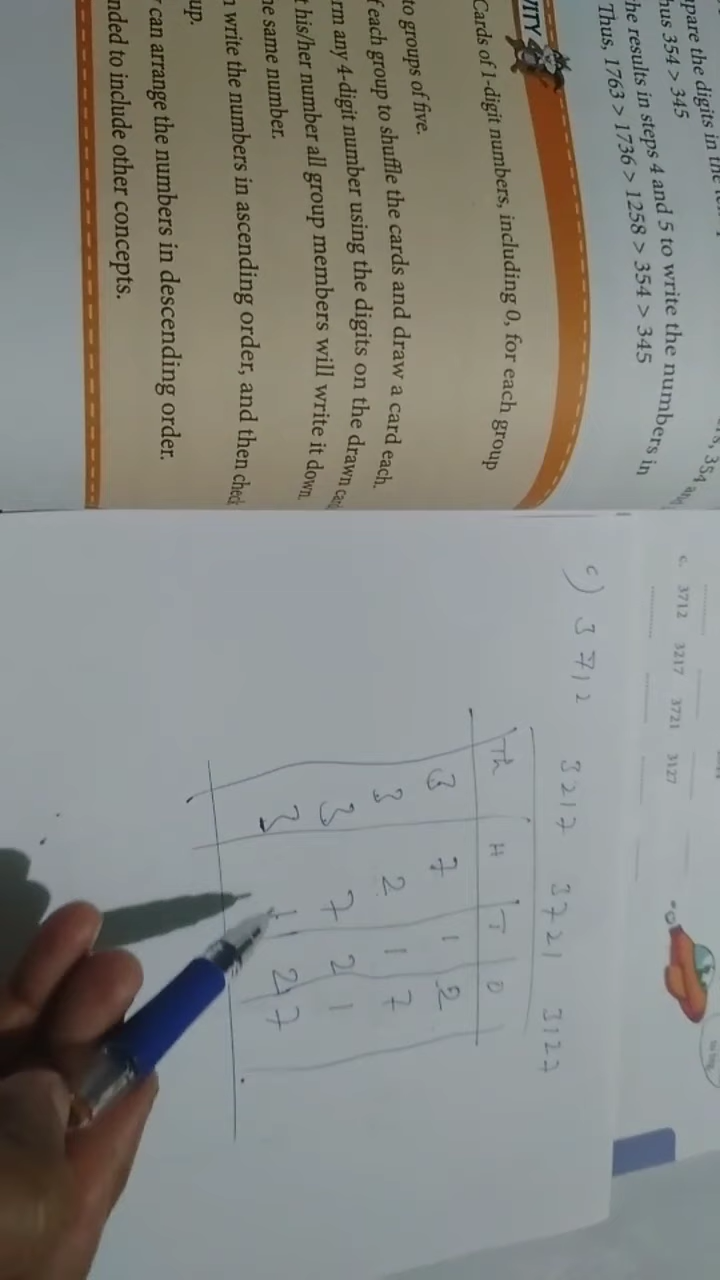 pare the digits in the
hus 354 > 345
he results in steps 4 and 5 to write the numbers in
Thus, 1763 > 1736 > 1258 > 354 > 345
Cards of 1-digit numbers, including 0, for each group
to groups of five.
f each group to shuffle the cards and draw a card each.
rm any 4-digit number using the digits on the drawn
t his/her number all group members will write it down.
he same number.
n write the numbers in ascending order, and then check
up.
r can arrange the numbers in descending order.
nded to include other concepts.
c. 3712 3217 3721 3127
c) 3712 3217 3721 3127
Th H T O
3 7 1 2
3 2 1 7
3 7 2 1
3 1 2 7